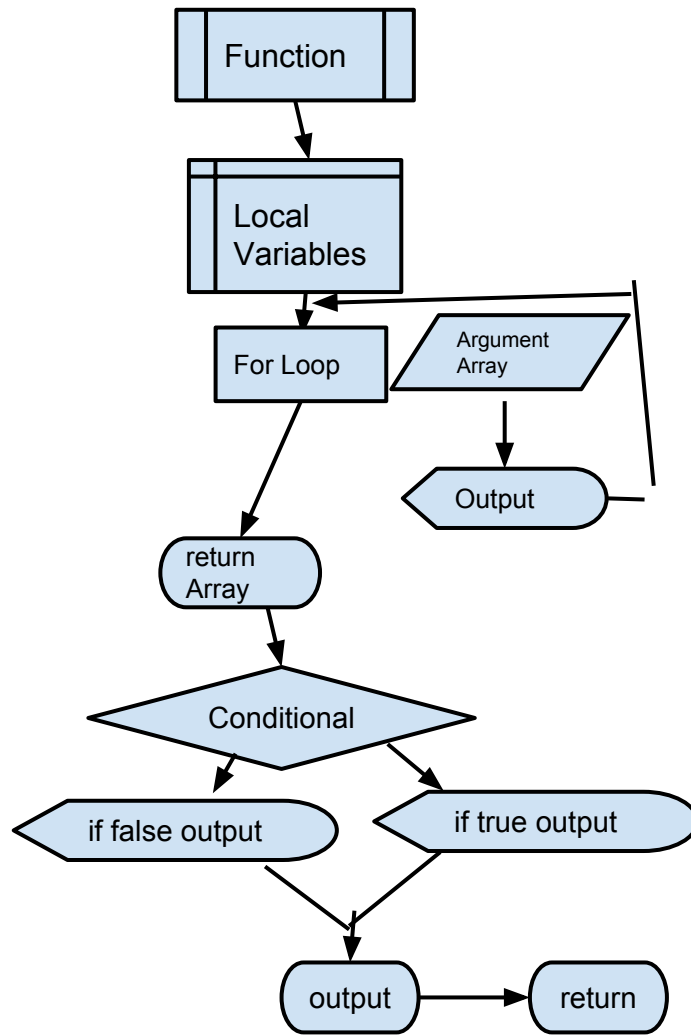 Function
Local
Variables
For Loop
Argument
Array
Output
return
Array
Conditional
if false output
if true output
output
return